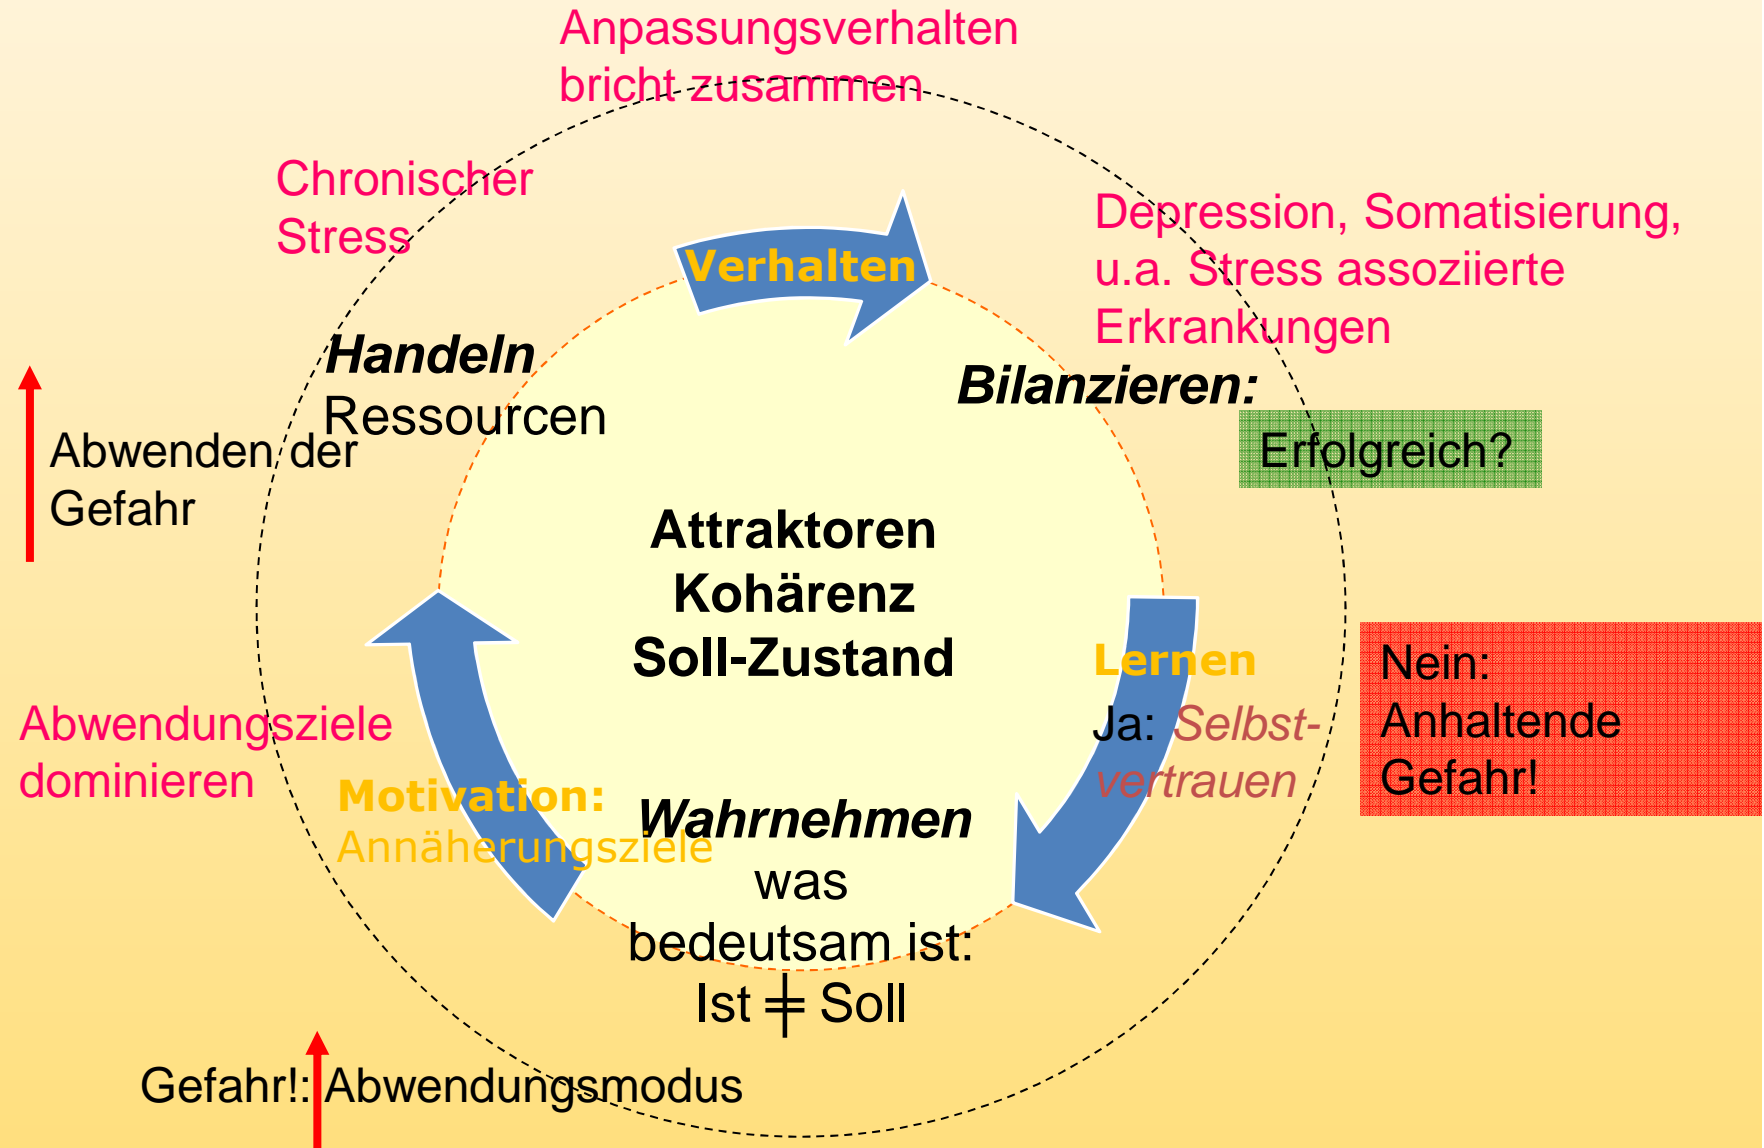 Anpassungsverhalten
bricht zusammen
Chronischer
Stress
Depression, Somatisierung,
u.a. Stress assoziierte
Erkrankungen
Verhalten
Handeln
Ressourcen
Bilanzieren:
Erfolgreich?
Abwenden der
Gefahr
Attraktoren
Kohärenz
Soll-Zustand
Lernen
Ja: Selbst-
vertrauen
Nein:
Anhaltende
Gefahr!
Abwendungsziele
dominieren
Motivation:
Annäherungsziele
Wahrnehmen
was
bedeutsam ist:
Ist ╪ Soll
Gefahr!: Abwendungsmodus